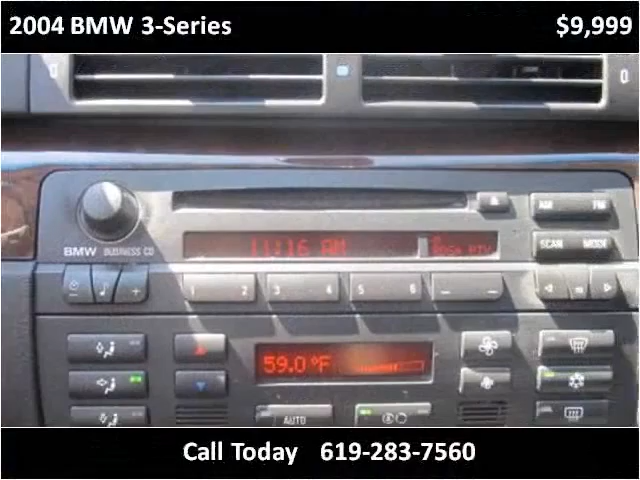 2004 BMW 3-Series $9,999
11:16 AM
AM FM
SCAN MODE
BMW BUSINESS CD
1 2 3 4 5 6
59.0 °F
AUTO
Call Today 619-283-7560